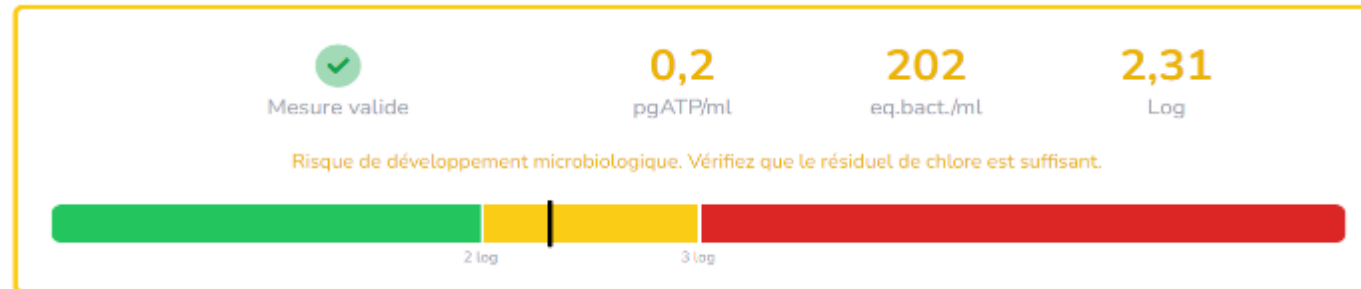 0,2 202 2,31
Mesure valide pgATP/ml eq.bact./ml Log
Risque de développement microbiologique. Vérifiez que le résiduel de chlore est suffisant.
2 log 3 log